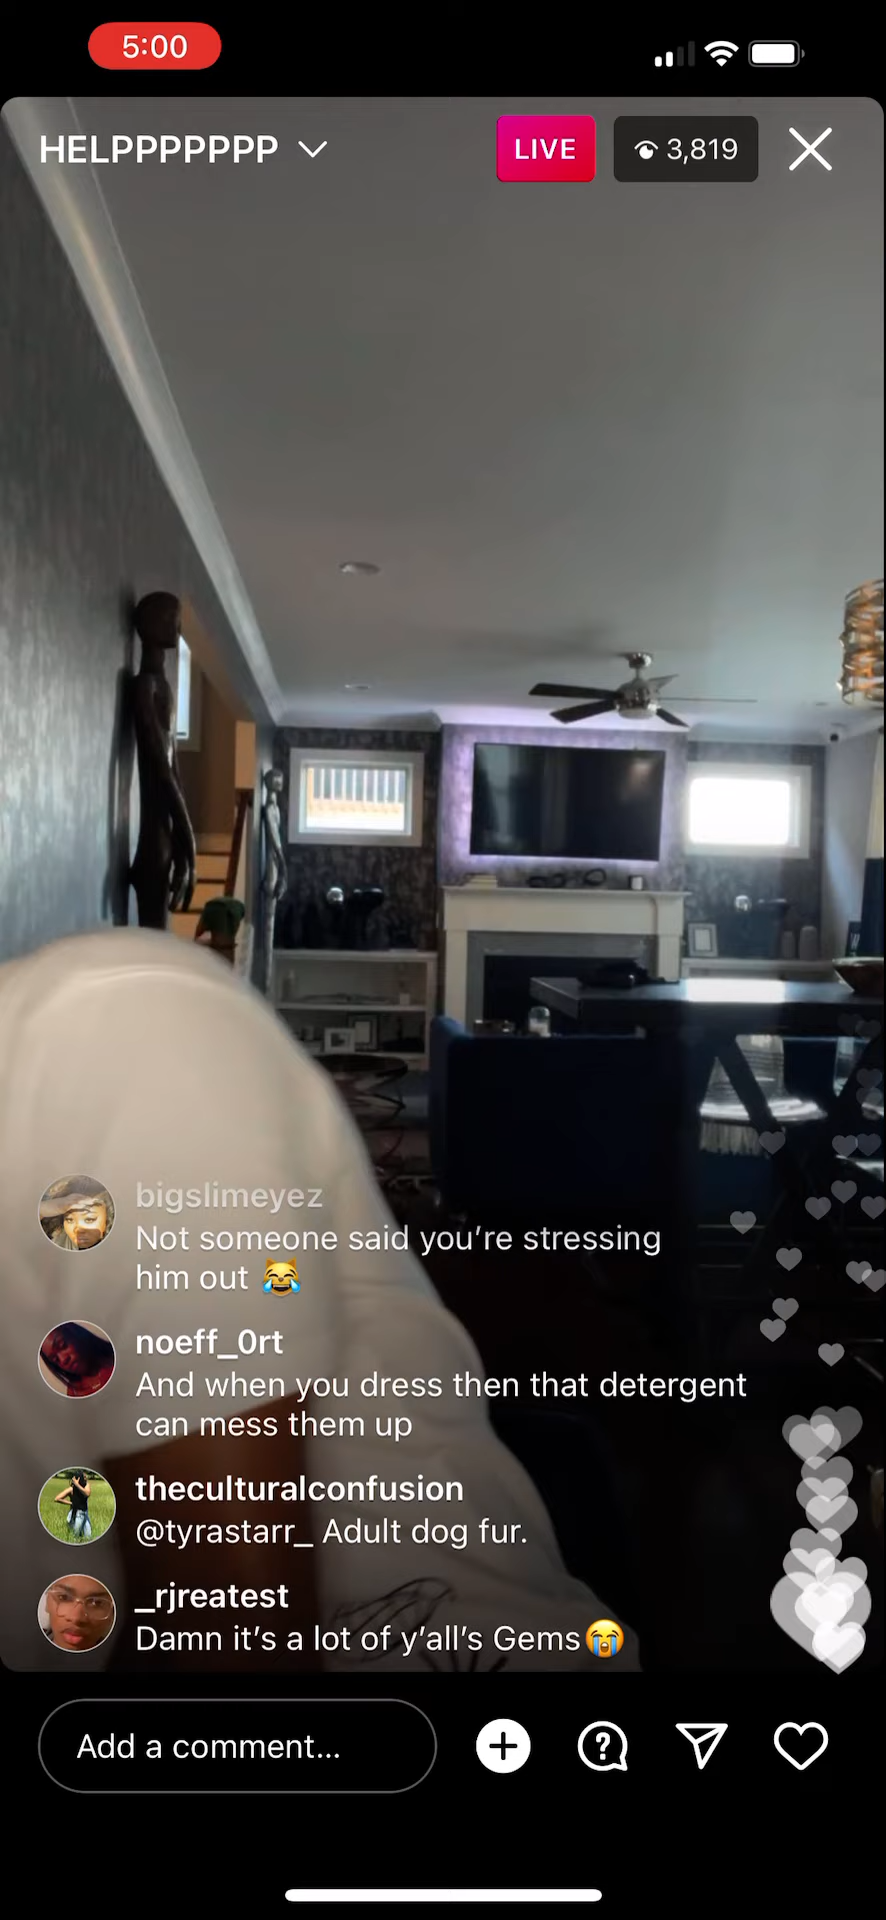 5:00
HELPPPPPPP
LIVE
3,819
bigslimeyez
Not someone said you’re stressing
him out 😹
noeff_0rt
And when you dress then that detergent
can mess them up
theculturalconfusion
@tyrastarr_ Adult dog fur.
_rjreatest
Damn it’s a lot of y’all’s Gems😭
Add a comment...